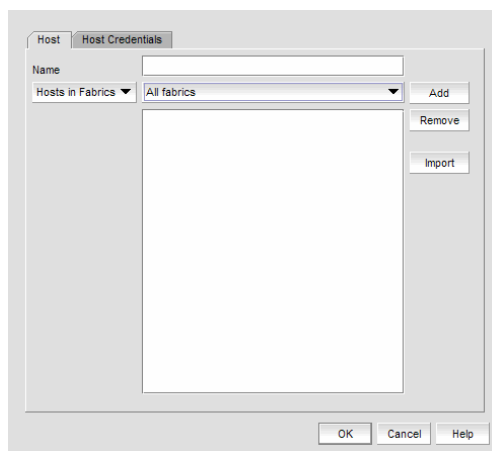 Host Host Credentials
Name
Hosts in Fabrics All fabrics Add
Remove
Import
OK Cancel Help